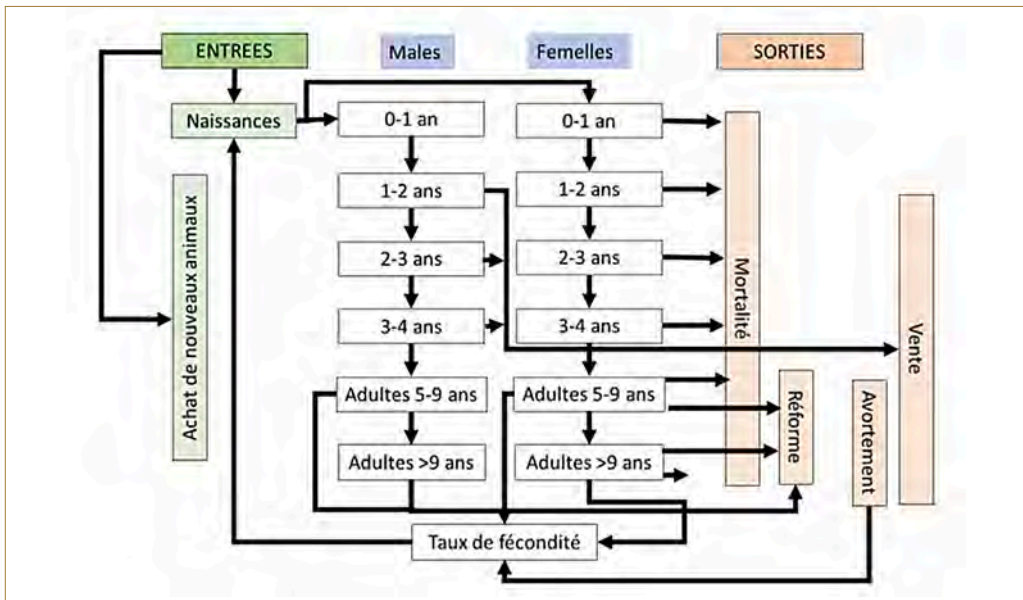 ENTREES
Males
Femelles
SORTIES
Naissances
0-1 an
0-1 an
1-2 ans
1-2 ans
2-3 ans
2-3 ans
3-4 ans
3-4 ans
Adultes 5-9 ans
Adultes 5-9 ans
Adultes >9 ans
Adultes >9 ans
Achat de nouveaux animaux
Mortalité
Réforme
Avortement
Vente
Taux de fécondité